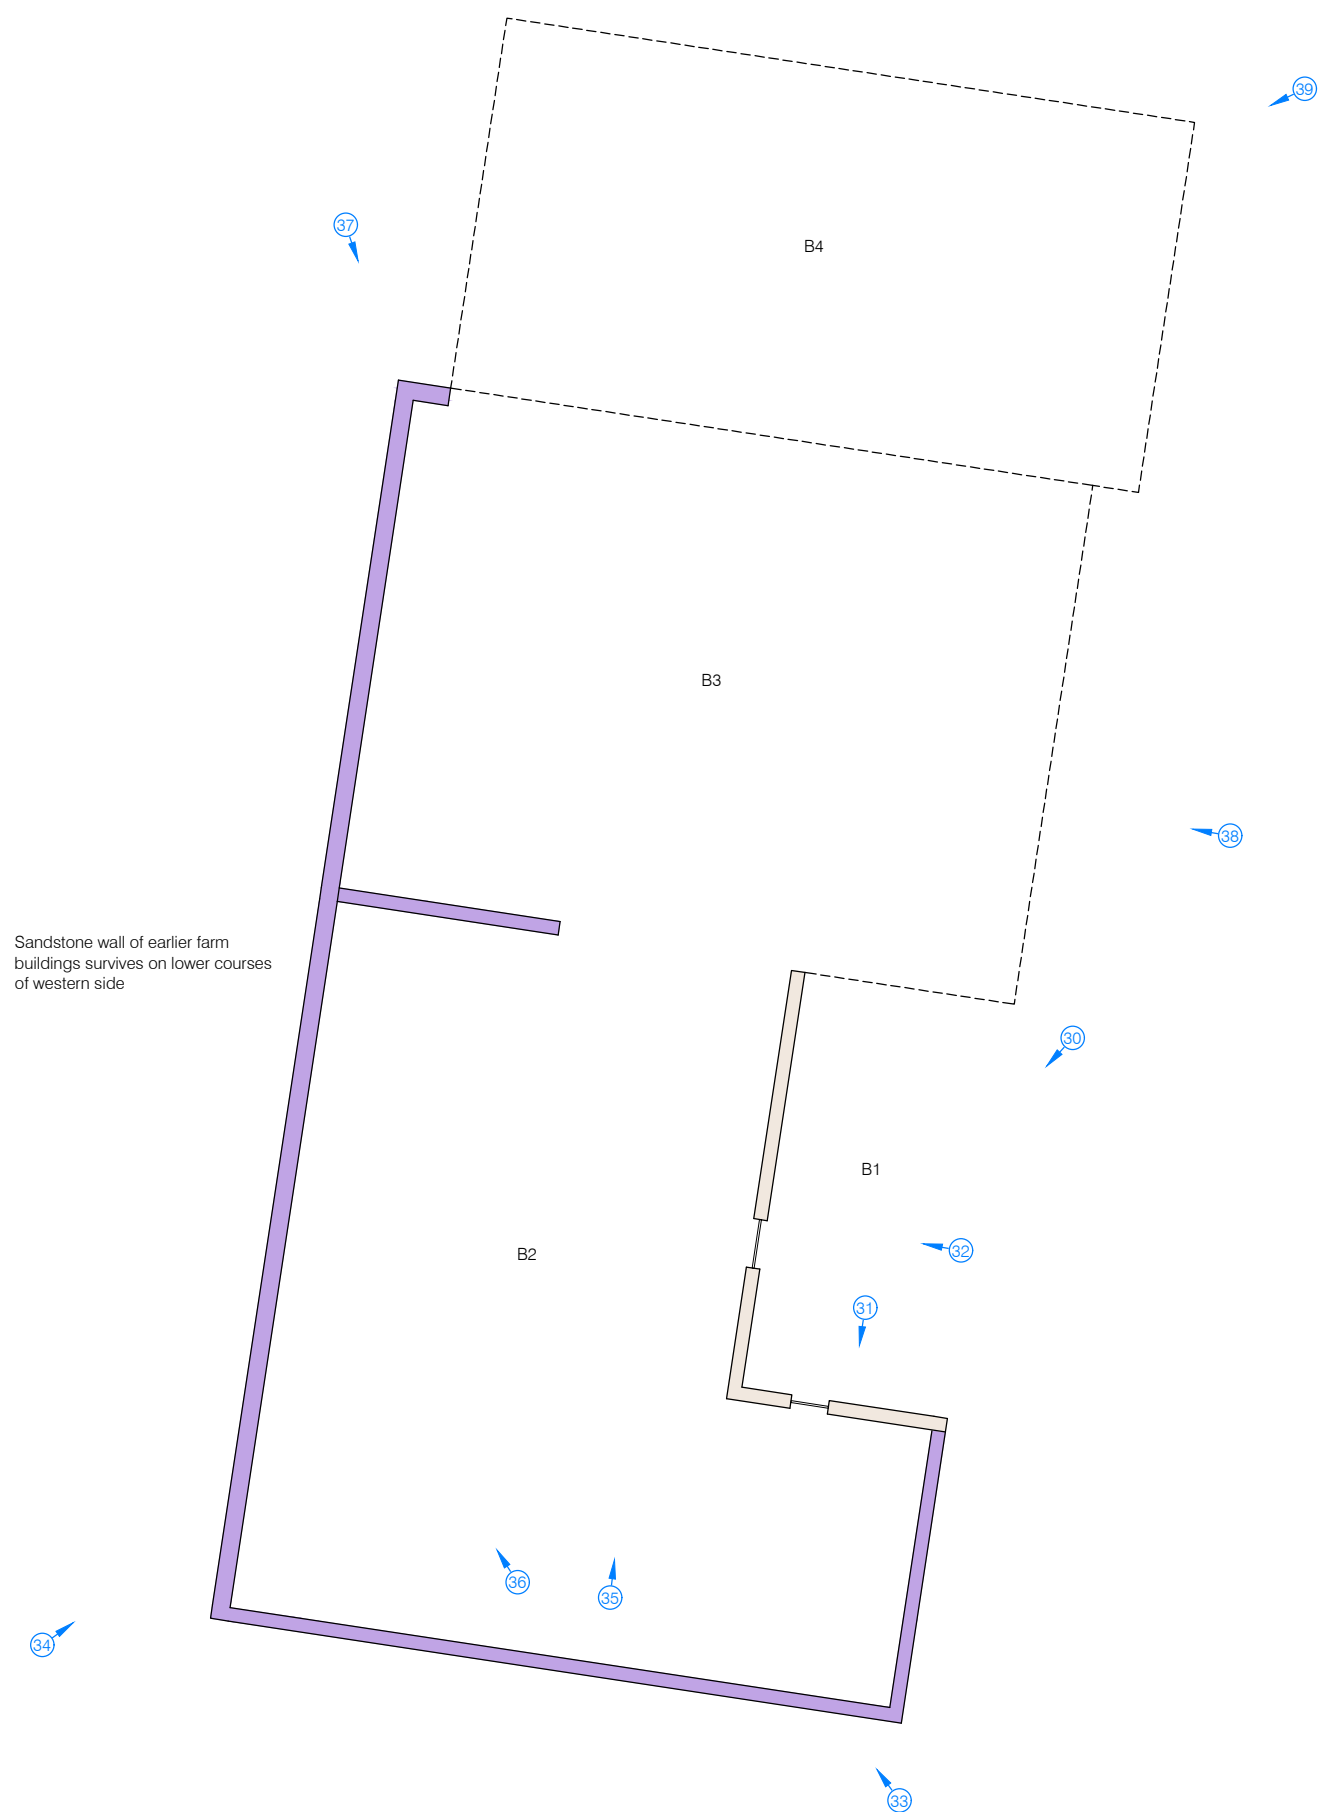 39
37
B4
B3
38
Sandstone wall of earlier farm
buildings survives on lower courses
of western side
30
B1
B2
32
31
36
35
34
33